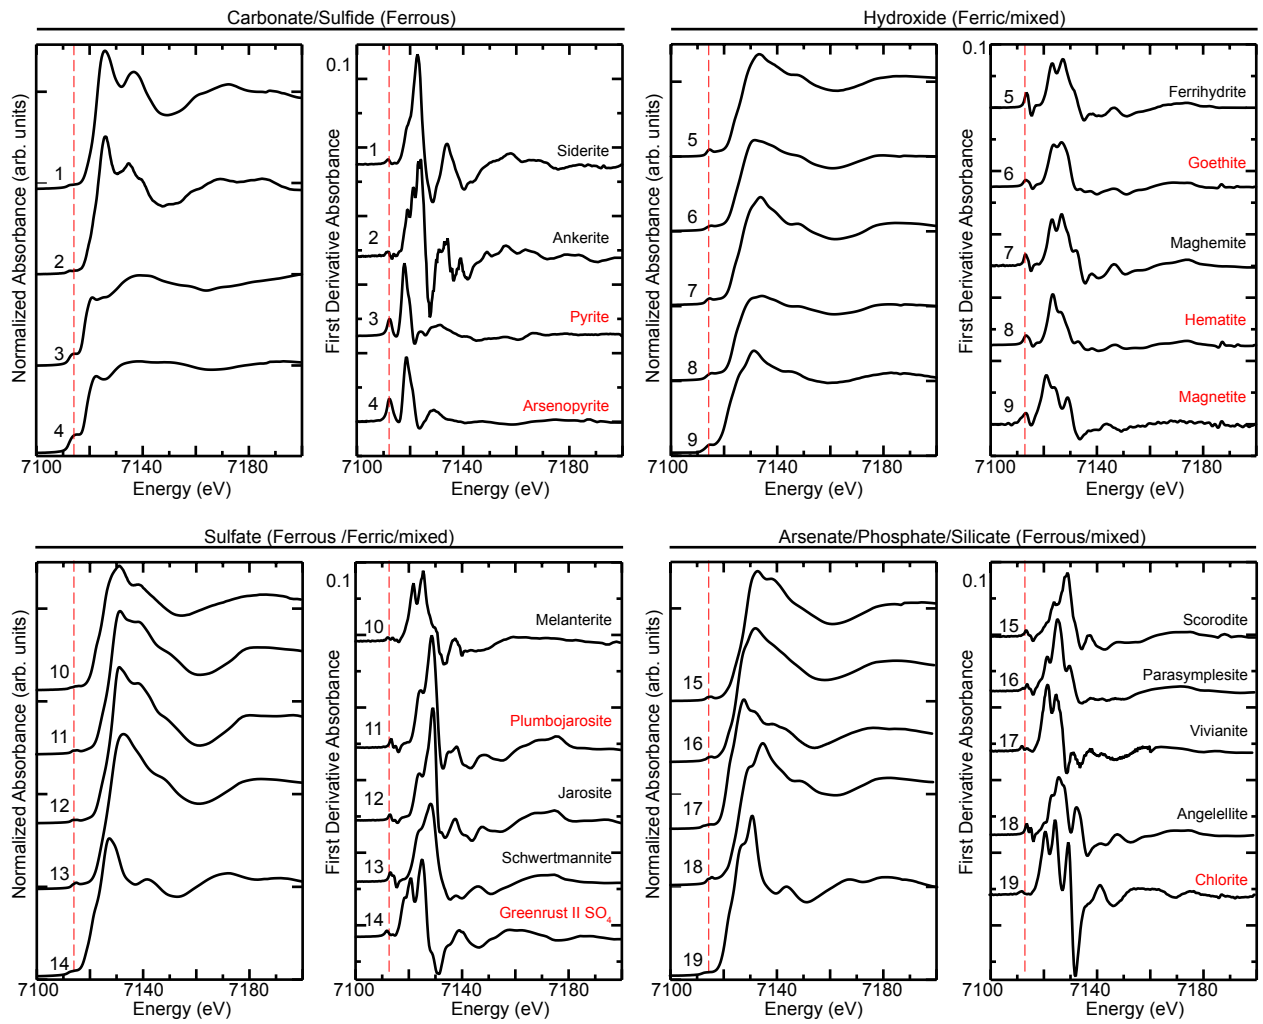 Carbonate/Sulfide (Ferrous)
Normalized Absorbance (arb. units)
1
2
3
4
7100 7140 7180
Energy (eV)
First Derivative Absorbance
0.1
1 Siderite
2 Ankerite
3 Pyrite
4 Arsenopyrite
7100 7140 7180
Energy (eV)
Hydroxide (Ferric/mixed)
Normalized Absorbance (arb. units)
5
6
7
8
9
7100 7140 7180
Energy (eV)
First Derivative Absorbance
0.1
5 Ferrihydrite
6 Goethite
7 Maghemite
8 Hematite
9 Magnetite
7100 7140 7180
Energy (eV)
Sulfate (Ferrous /Ferric/mixed)
Normalized Absorbance (arb. units)
10
11
12
13
14
7100 7140 7180
Energy (eV)
First Derivative Absorbance
0.1
10 Melanterite
11 Plumbojarosite
12 Jarosite
13 Schwertmannite
14 Greenrust II SO4
7100 7140 7180
Energy (eV)
Arsenate/Phosphate/Silicate (Ferrous/mixed)
Normalized Absorbance (arb. units)
15
16
17
18
19
7100 7140 7180
Energy (eV)
First Derivative Absorbance
0.1
15 Scorodite
16 Parasymplesite
17 Vivianite
18 Angelellite
19 Chlorite
7100 7140 7180
Energy (eV)